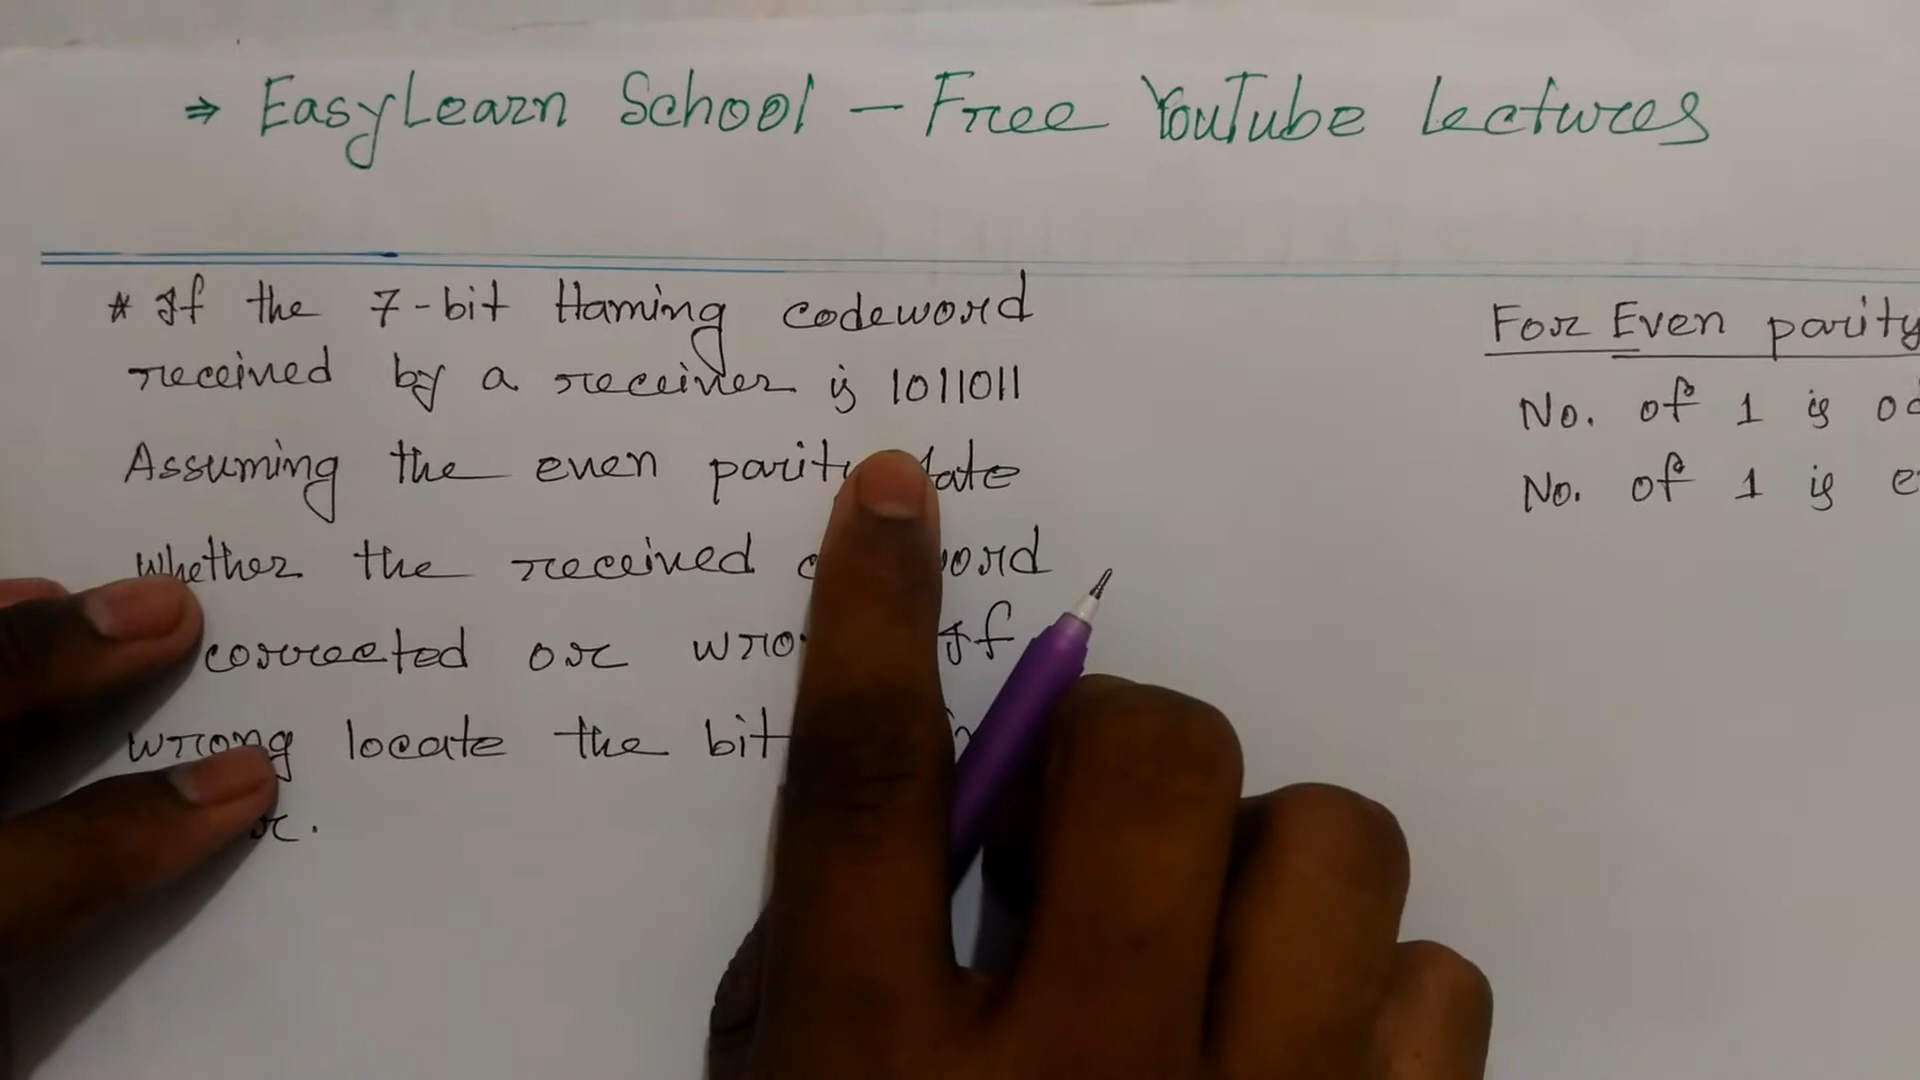 ⇒ EasyLearn School – Free YouTube Lectures
* If the 7-bit Haming codeword
received by a receiver is 1011011
Assuming the even parity state
Whether the received
corrected or If
wrong locate the bit
For Even parity
No. of 1 is
No. of 1 is